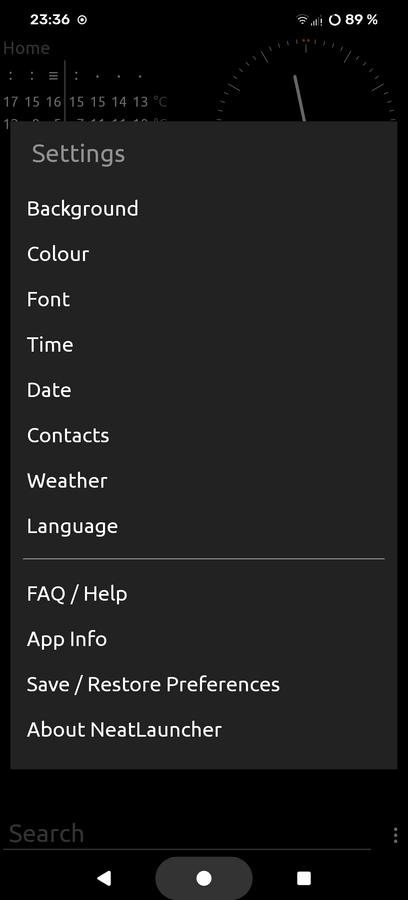 23:36 89 %
Home
17 15 16 15 15 14 13 °C
Settings
Background
Colour
Font
Time
Date
Contacts
Weather
Language
FAQ / Help
App Info
Save / Restore Preferences
About NeatLauncher
Search